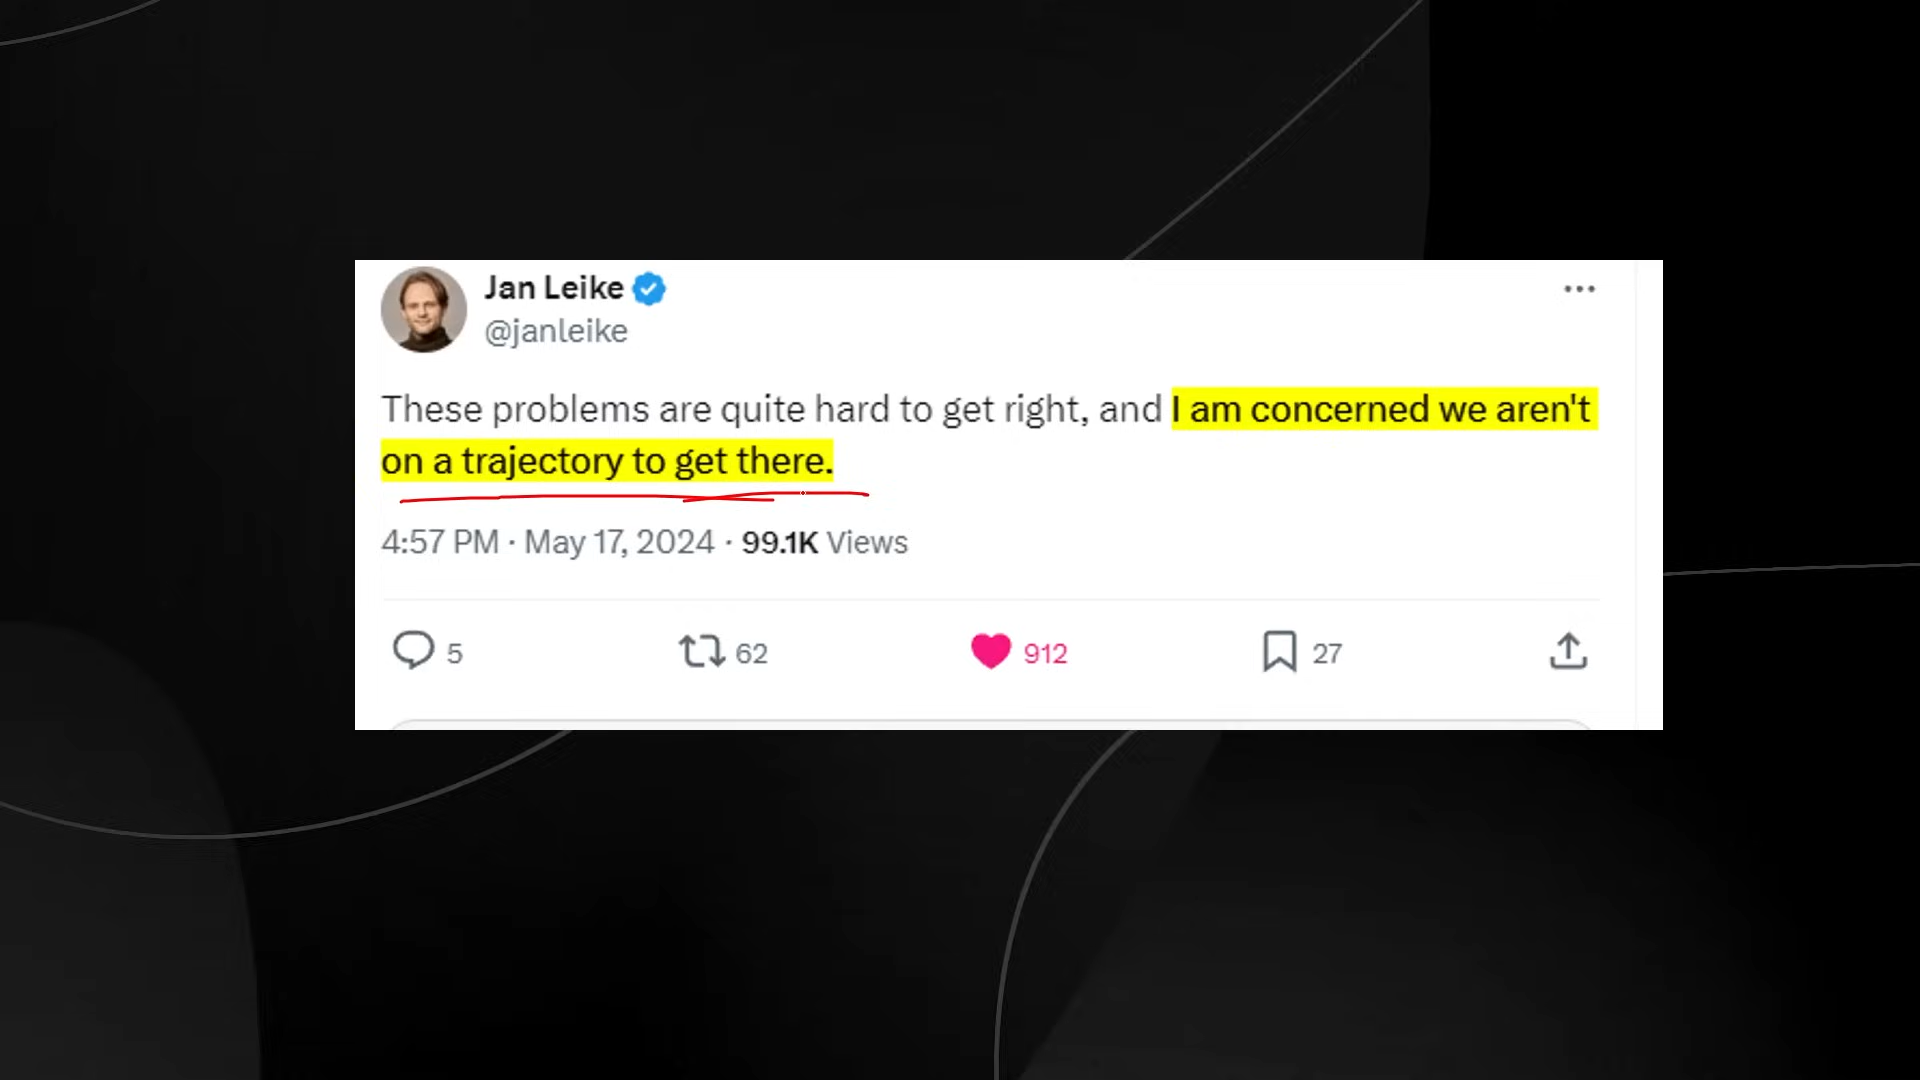 Jan Leike
@janleike
These problems are quite hard to get right, and I am concerned we aren't
on a trajectory to get there.
4:57 PM · May 17, 2024 · 99.1K Views
5 62 912 27